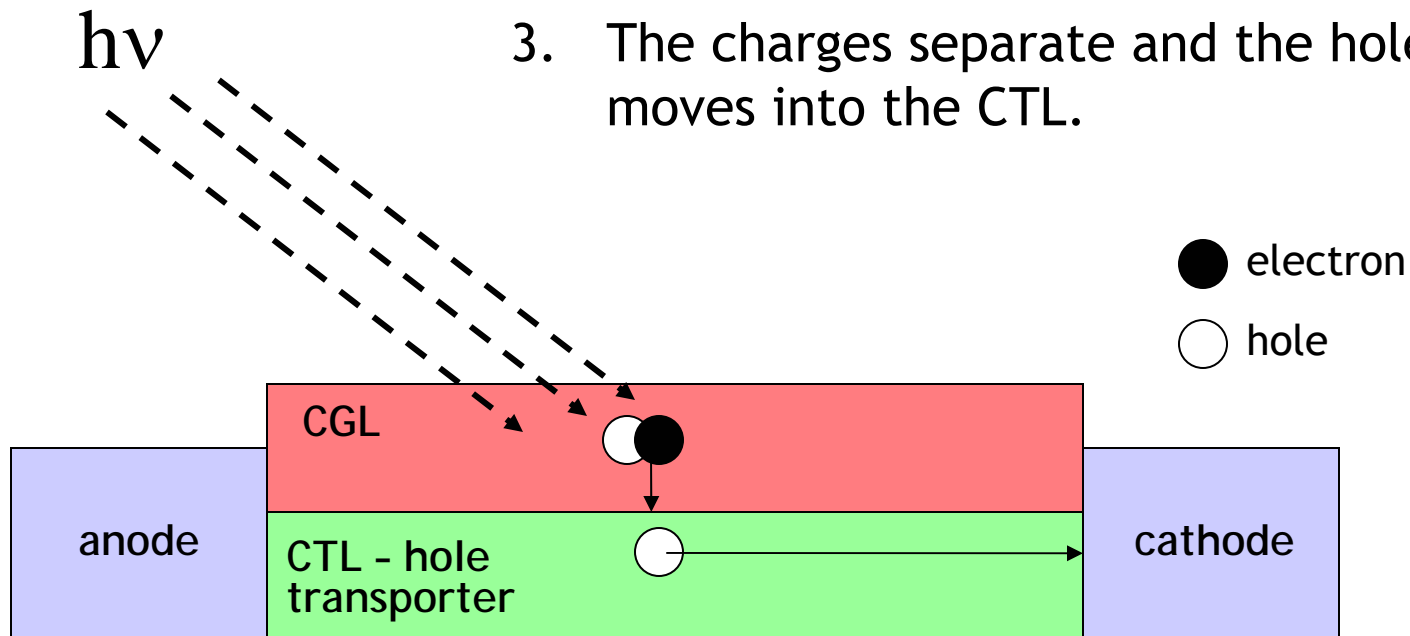 hν
3. The charges separate and the hole
moves into the CTL.
electron
hole
CGL
anode
CTL - hole
transporter
cathode